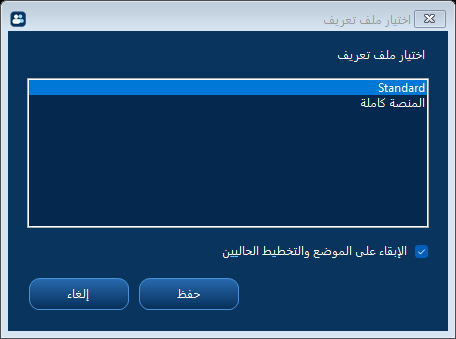 اختيار ملف تعريف
اختيار ملف تعريف
Standard
المنصة كاملة
الإبقاء على الموضع والتخطيط الحاليين
حفظ
إلغاء